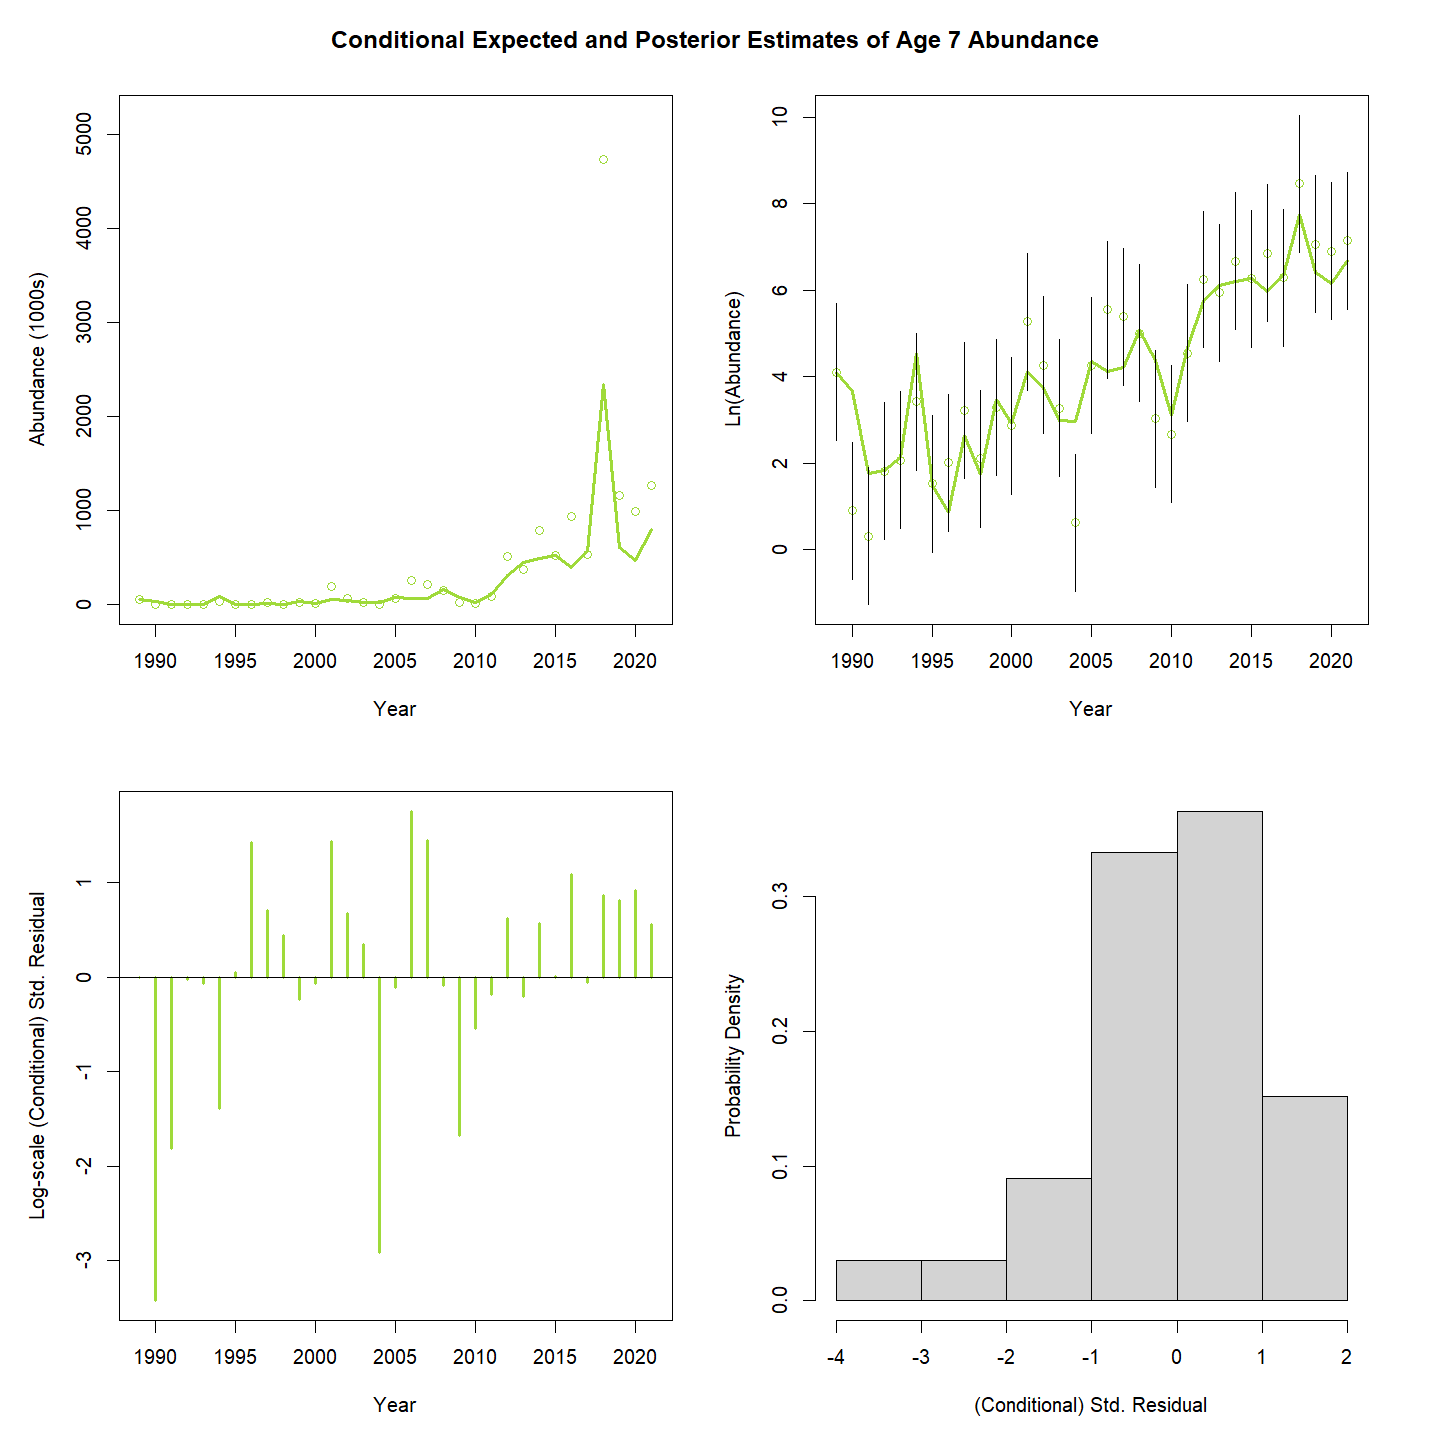 Conditional Expected and Posterior Estimates of Age 7 Abundance
Abundance (1000s)
5000
4000
3000
2000
1000
0
1990 1995 2000 2005 2010 2015 2020
Year
Ln(Abundance)
10
8
6
4
2
0
1990 1995 2000 2005 2010 2015 2020
Year
Log-scale (Conditional) Std. Residual
1
0
-1
-2
-3
1990 1995 2000 2005 2010 2015 2020
Year
Probability Density
0.3
0.2
0.1
0.0
-4 -3 -2 -1 0 1 2
(Conditional) Std. Residual